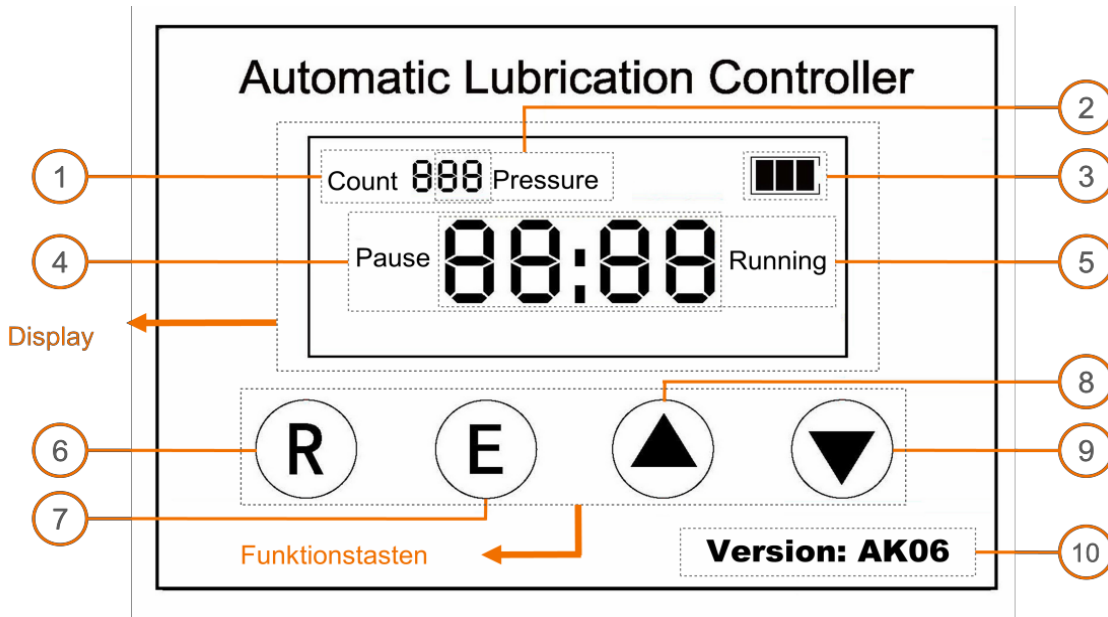 Automatic Lubrication Controller
2
1
Count 888 Pressure
3
4
Pause 88:88 Running
5
Display
8
6
R E
9
7
Funktionstasten
Version: AK06
10